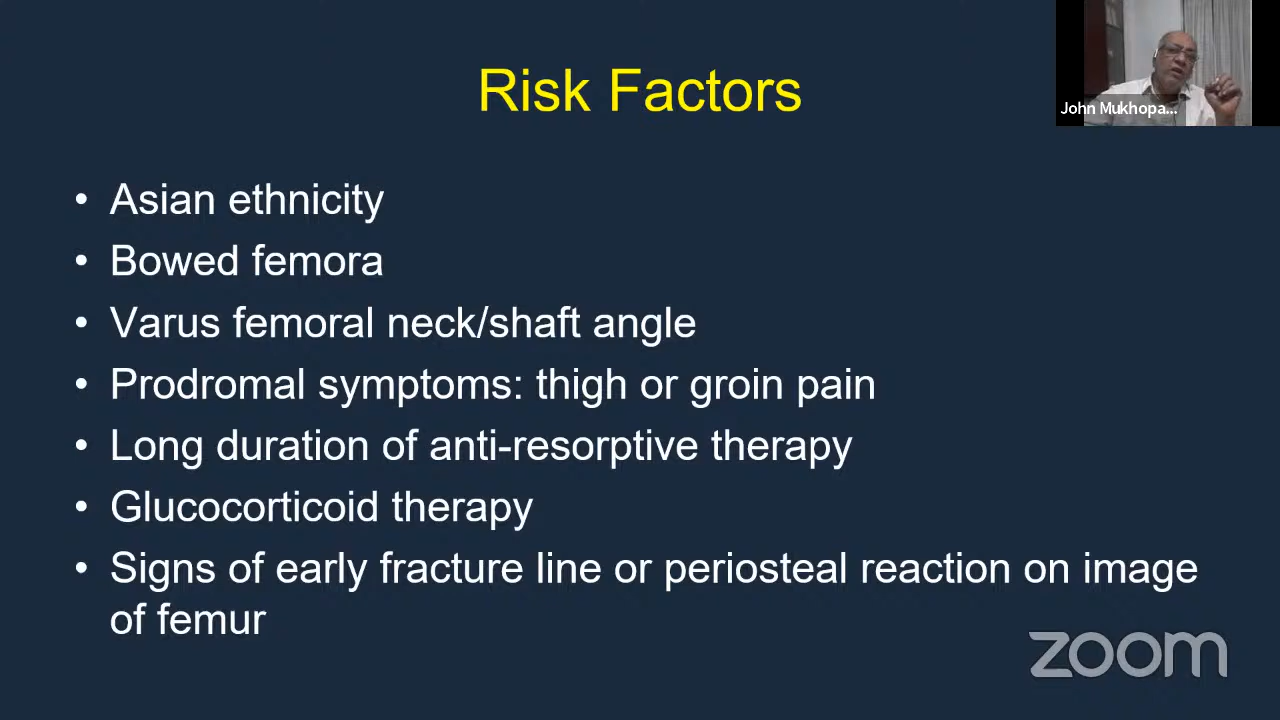 Risk Factors
John Mukhopa...
• Asian ethnicity
• Bowed femora
• Varus femoral neck/shaft angle
• Prodromal symptoms: thigh or groin pain
• Long duration of anti-resorptive therapy
• Glucocorticoid therapy
• Signs of early fracture line or periosteal reaction on image
of femur
zoom